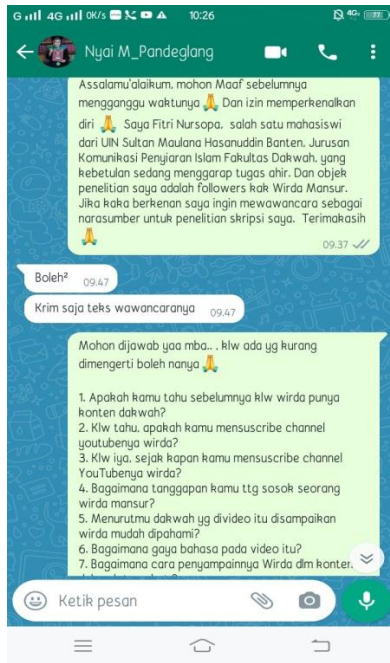 G 4G 0K/s 10:26 4G+
Nyai M_Pandeglang
Assalamu'alaikum, mohon Maaf sebelumnya
mengganggu waktunya 🙏 Dan izin memperkenalkan
diri 🙏 Saya Fitri Nursopa, salah satu mahasiswi
dari UIN Sultan Maulana Hasanuddin Banten, Jurusan
Komunikasi Penyiaran Islam Fakultas Dakwah, yang
kebetulan sedang menggarap tugas ahir. Dan objek
penelitian saya adalah followers kak Wirda Mansur.
Jika kaka berkenan saya ingin mewawancara sebagai
narasumber untuk penelitian skripsi saya. Terimakasih
🙏
09.37
Boleh² 09.47
Krim saja teks wawancaranya 09.47
Mohon dijawab yaa mba.. , klw ada yg kurang
dimengerti boleh nanya 🙏
1. Apakah kamu tahu sebelumnya klw wirda punya
konten dakwah?
2. Klw tahu, apakah kamu mensuscribe channel
youtubenya wirda?
3. Klw iya, sejak kapan kamu mensuscribe channel
YouTubenya wirda?
4. Bagaimana tanggapan kamu ttg sosok seorang
wirda mansur?
5. Menurutmu dakwah yg divideo itu disampaikan
wirda mudah dipahami?
6. Bagaimana gaya bahasa pada video itu?
7. Bagaimana cara penyampainnya Wirda dlm konten
Ketik pesan